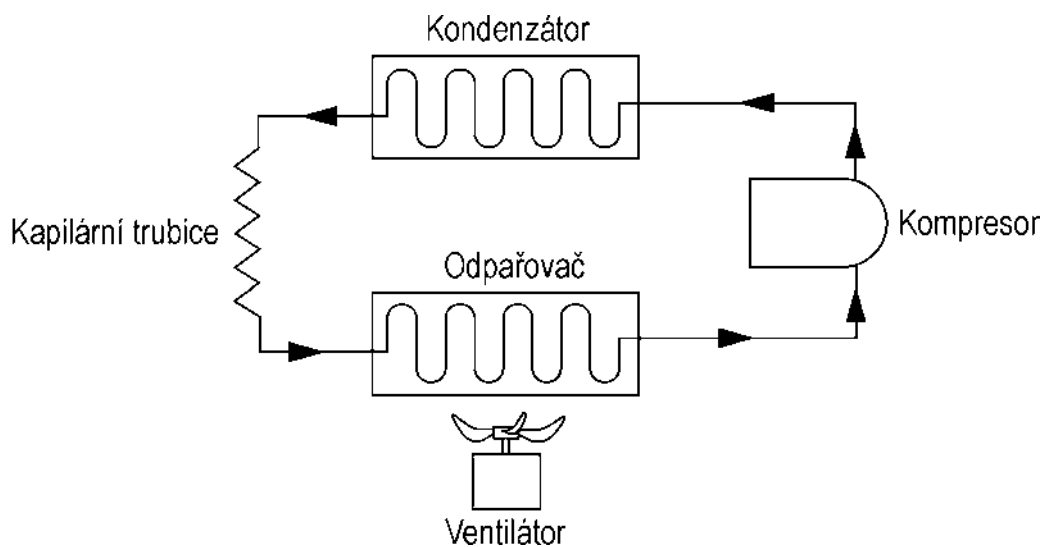 Kondenzátor
Kapilární trubice
Kompresor
Odpařovač
Ventilátor